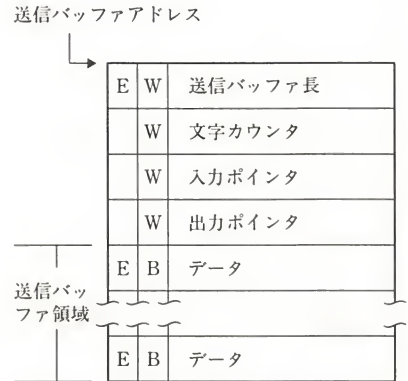 送信バッファアドレス
E W 送信バッファ長
W 文字カウンタ
W 入力ポインタ
W 出力ポインタ
E B データ
送信バッ
ファ領域
E B データ